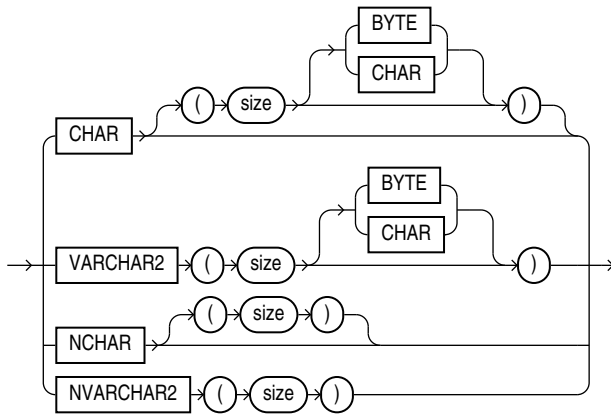 BYTE
CHAR
CHAR ( size )
BYTE
CHAR
VARCHAR2 ( size )
NCHAR ( size )
NVARCHAR2 ( size )